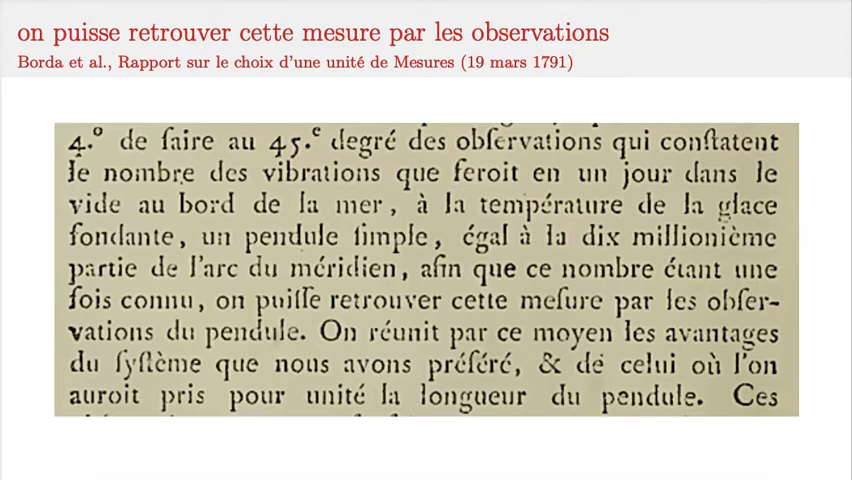 on puisse retrouver cette mesure par les observations
Borda et al., Rapport sur le choix d'une unité de Mesures (19 mars 1791)
4.º de faire au 45.e degré des obſervations qui conſtatent
le nombre des vibrations que feroit en un jour dans le
vide au bord de la mer, à la température de la glace
fondante, un pendule ſimple, égal à la dix millionième
partie de l'arc du méridien, afin que ce nombre étant une
fois connu, on puiſſe retrouver cette meſure par les obſer-
vations du pendule. On réunit par ce moyen les avantages
du ſyſtème que nous avons préféré, & de celui où l'on
auroit pris pour unité la longueur du pendule. Ces